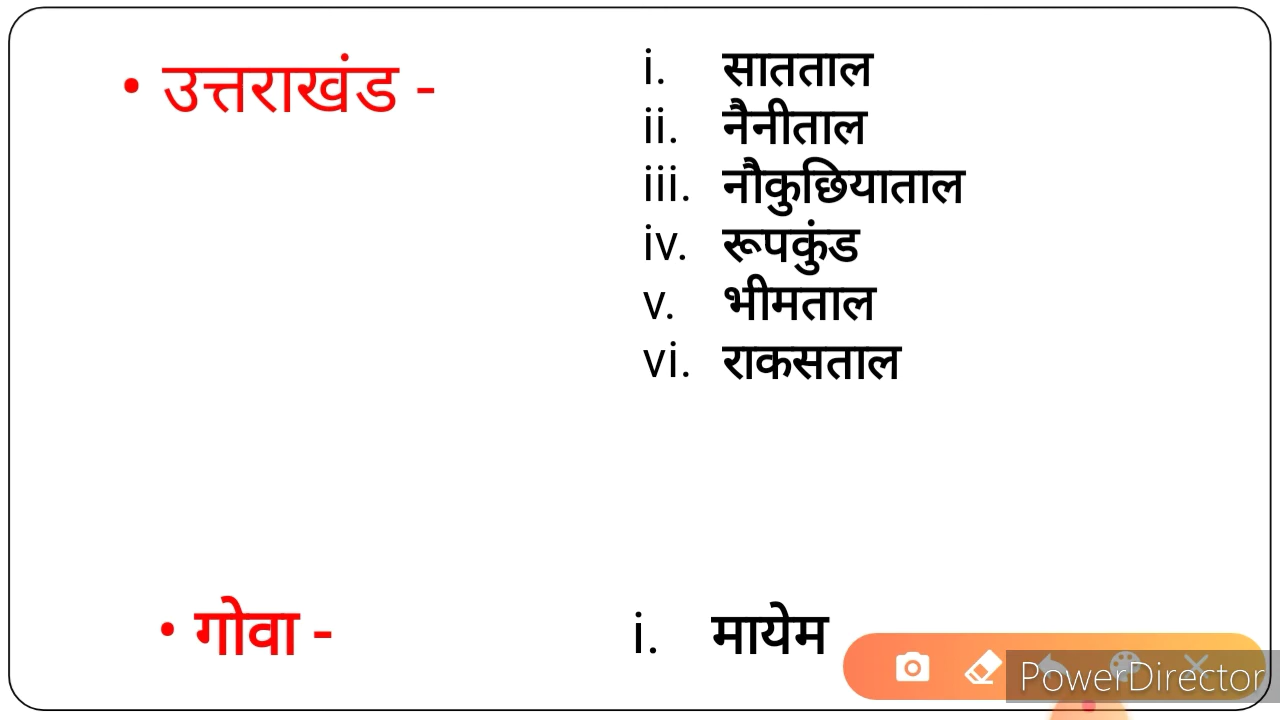 • उत्तराखंड -
i. सातताल
ii. नैनीताल
iii. नौकुछियाताल
iv. रूपकुंड
v. भीमताल
vi. राकसताल
• गोवा -
i. मायेम
PowerDirector